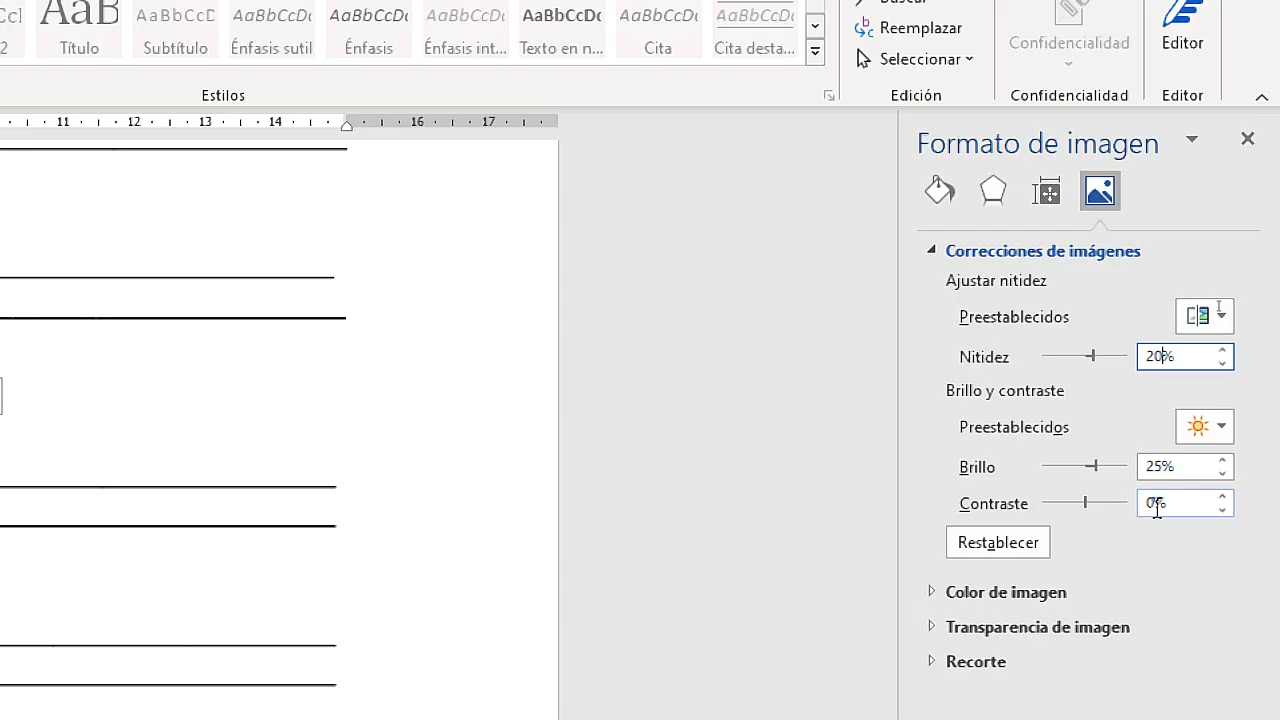 2 Título Subtítulo Énfasis sutil Énfasis Énfasis int... Texto en n... Cita Cita desta...
AaB AaBbCcD AaBbCcDc AaBbCcDc AaBbCcDc AaBbCcDc AaBbCcDc AaBbCcDc
Reemplazar
Seleccionar
Confidencialidad
Editor
Estilos
Edición
Confidencialidad
Editor
11 12 13 14 16 17
Formato de imagen
Correcciones de imágenes
Ajustar nitidez
Preestablecidos
Nitidez 20%
Brillo y contraste
Preestablecidos
Brillo 25%
Contraste 0%
Restablecer
Color de imagen
Transparencia de imagen
Recorte